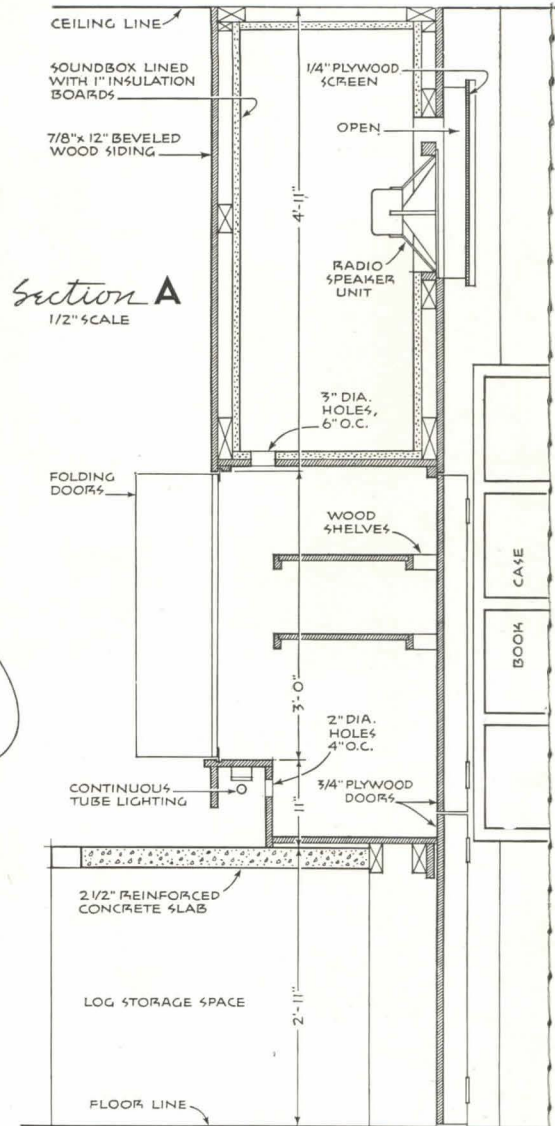 CEILING LINE
SOUNDBOX LINED
WITH 1" INSULATION
BOARDS
7/8" x 12" BEVELED
WOOD SIDING
1/4" PLYWOOD
SCREEN
OPEN
4'-11"
RADIO
SPEAKER
UNIT
Section A
1/2" SCALE
3" DIA.
HOLES,
6" O.C.
FOLDING
DOORS
WOOD
SHELVES
BOOK CASE
3'-0"
2" DIA.
HOLES
4" O.C.
CONTINUOUS
TUBE LIGHTING
11"
3/4" PLYWOOD
DOORS
2 1/2" REINFORCED
CONCRETE SLAB
LOG STORAGE SPACE
2'-11"
FLOOR LINE